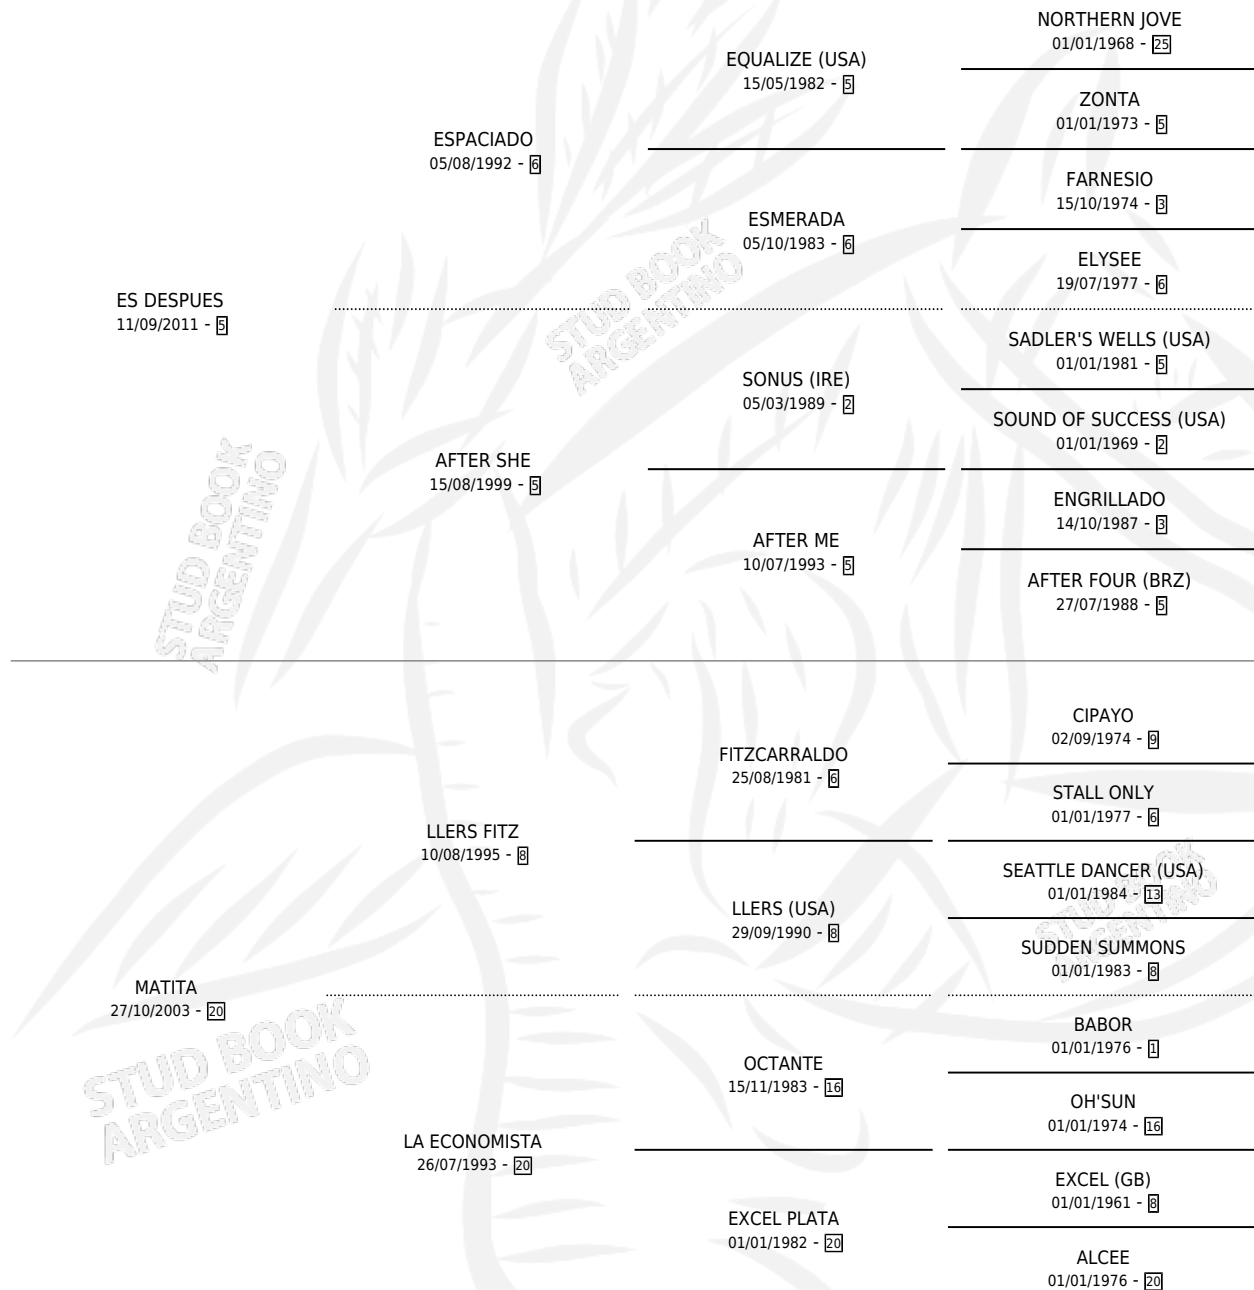 NORTHERN JOVE
01/01/1968 - 25
EQUALIZE (USA)
15/05/1982 - 5
ZONTA
01/01/1973 - 5
ESPACIADO
05/08/1992 - 6
FARNESIO
15/10/1974 - 3
ESMERADA
05/10/1983 - 6
ELYSEE
19/07/1977 - 6
ES DESPUES
11/09/2011 - 5
SADLER'S WELLS (USA)
01/01/1981 - 5
SONUS (IRE)
05/03/1989 - 2
SOUND OF SUCCESS (USA)
01/01/1969 - 2
AFTER SHE
15/08/1999 - 5
ENGRILLADO
14/10/1987 - 3
AFTER ME
10/07/1993 - 5
AFTER FOUR (BRZ)
27/07/1988 - 5
CIPAYO
02/09/1974 - 9
FITZCARRALDO
25/08/1981 - 6
STALL ONLY
01/01/1977 - 6
LLERS FITZ
10/08/1995 - 8
SEATTLE DANCER (USA)
01/01/1984 - 13
LLERS (USA)
29/09/1990 - 8
SUDDEN SUMMONS
01/01/1983 - 8
MATITA
27/10/2003 - 20
BABOR
01/01/1976 - 1
OCTANTE
15/11/1983 - 16
OH'SUN
01/01/1974 - 16
LA ECONOMISTA
26/07/1993 - 20
EXCEL (GB)
01/01/1961 - 8
EXCEL PLATA
01/01/1982 - 20
ALCEE
01/01/1976 - 20
STUD BOOK
ARGENTINO
STUD BOOK
ARGENTINO
STUD BOOK
ARGENTINO
STUD BOOK
ARGENTINO